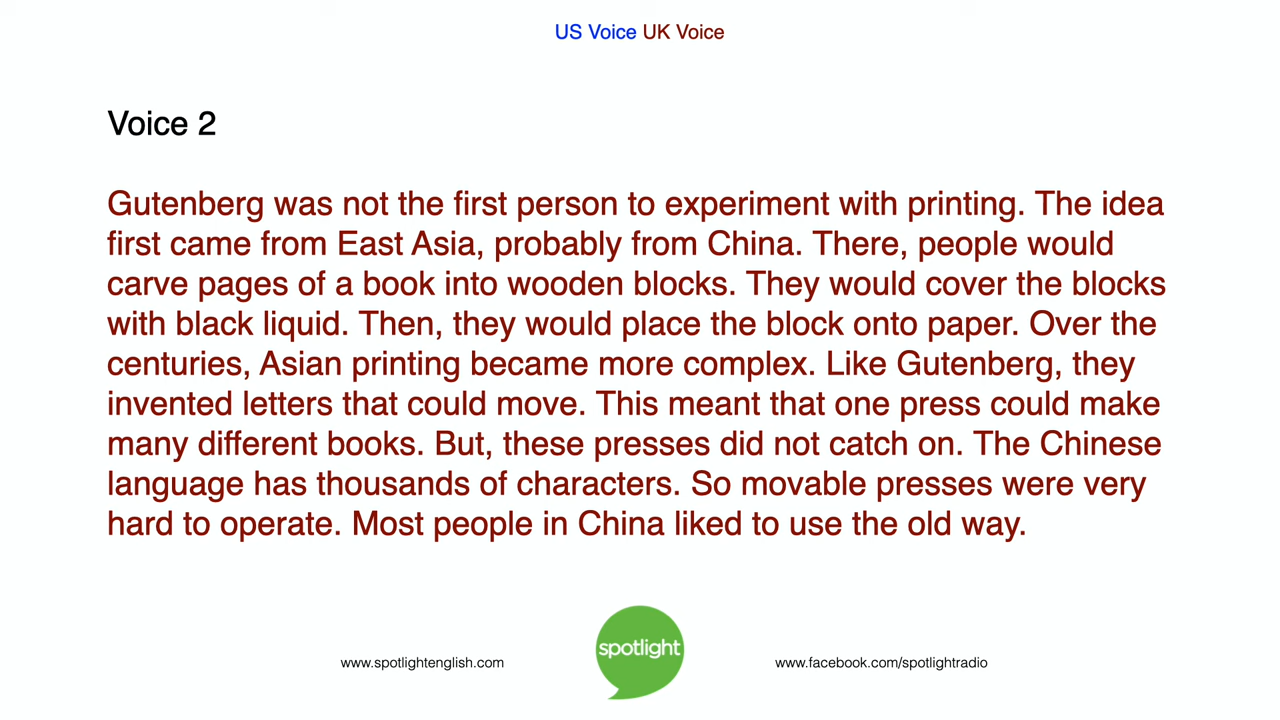 US Voice UK Voice
Voice 2
Gutenberg was not the first person to experiment with printing. The idea
first came from East Asia, probably from China. There, people would
carve pages of a book into wooden blocks. They would cover the blocks
with black liquid. Then, they would place the block onto paper. Over the
centuries, Asian printing became more complex. Like Gutenberg, they
invented letters that could move. This meant that one press could make
many different books. But, these presses did not catch on. The Chinese
language has thousands of characters. So movable presses were very
hard to operate. Most people in China liked to use the old way.
www.spotlightenglish.com
spotlight
www.facebook.com/spotlightradio